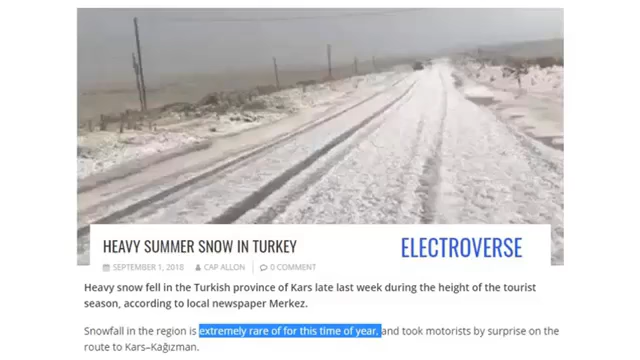 HEAVY SUMMER SNOW IN TURKEY
ELECTROVERSE
SEPTEMBER 1, 2018 CAP ALLON 0 COMMENT
Heavy snow fell in the Turkish province of Kars late last week during the height of the tourist
season, according to local newspaper Merkez.
Snowfall in the region is extremely rare of for this time of year, and took motorists by surprise on the
route to Kars–Kağızman.